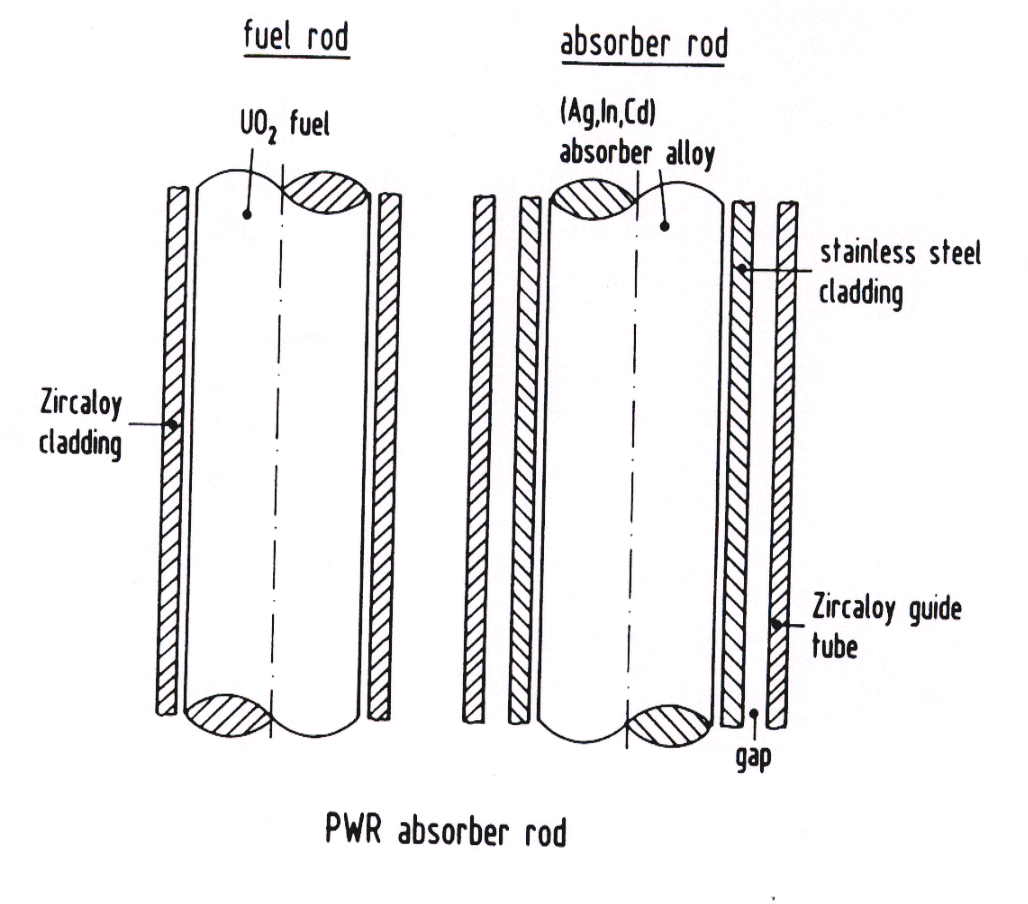 fuel rod
absorber rod
UO₂ fuel
(Ag,In,Cd)
absorber alloy
stainless steel
cladding
Zircaloy
cladding
Zircaloy guide
tube
gap
PWR absorber rod